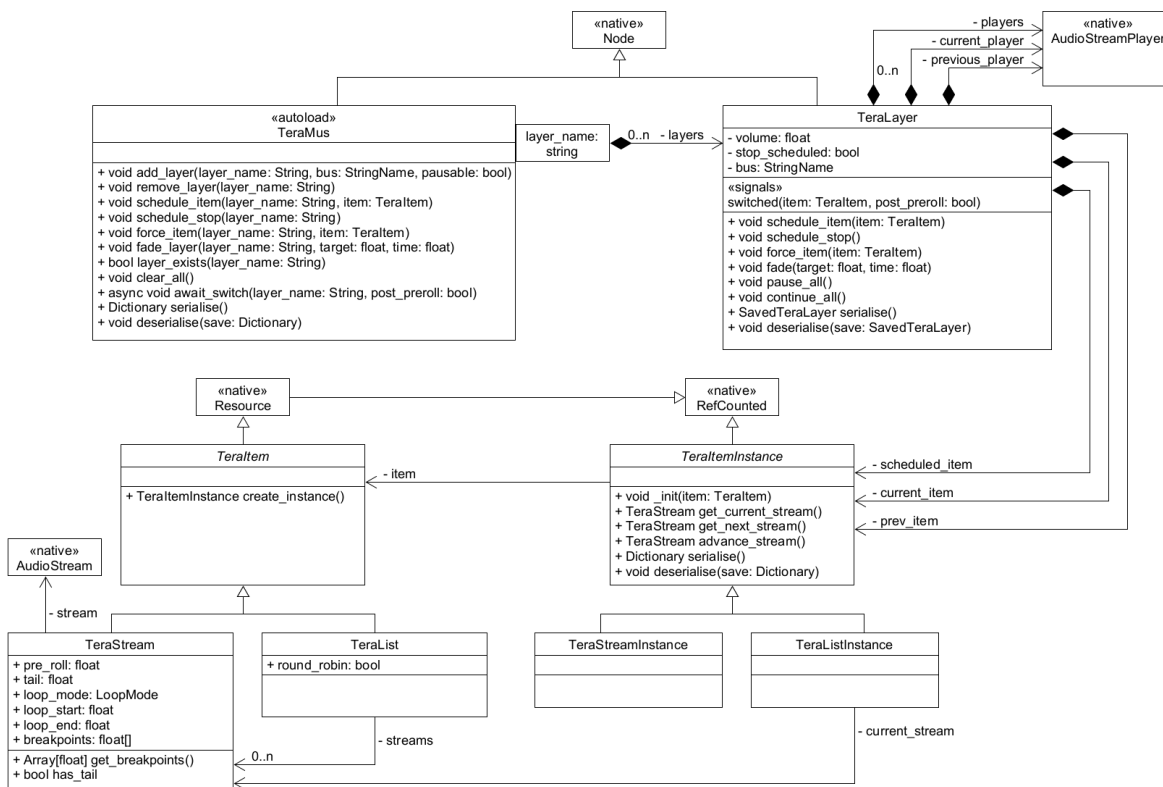 «native»
Node
- players
- current_player
- previous_player
0..n
«native»
AudioStreamPlayer
«autoload»
TeraMus
+ void add_layer(layer_name: String, bus: StringName, pausable: bool)
+ void remove_layer(layer_name: String)
+ void schedule_item(layer_name: String, item: TeraItem)
+ void schedule_stop(layer_name: String)
+ void force_item(layer_name: String, item: TeraItem)
+ void fade_layer(layer_name: String, target: float, time: float)
+ bool layer_exists(layer_name: String)
+ void clear_all()
+ async void await_switch(layer_name: String, post_preroll: bool)
+ Dictionary serialise()
+ void deserialise(save: Dictionary)
layer_name:
string
0..n - layers
TeraLayer
- volume: float
- stop_scheduled: bool
- bus: StringName
«signals»
switched(item: TeraItem, post_preroll: bool)
+ void schedule_item(item: TeraItem)
+ void schedule_stop()
+ void force_item(item: TeraItem)
+ void fade(target: float, time: float)
+ void pause_all()
+ void continue_all()
+ SavedTeraLayer serialise()
+ void deserialise(save: SavedTeraLayer)
«native»
Resource
«native»
RefCounted
TeraItem
+ TeraItemInstance create_instance()
- item
TeraItemInstance
+ void _init(item: TeraItem)
+ TeraStream get_current_stream()
+ TeraStream get_next_stream()
+ TeraStream advance_stream()
+ Dictionary serialise()
+ void deserialise(save: Dictionary)
- scheduled_item
- current_item
- prev_item
«native»
AudioStream
- stream
TeraStream
+ pre_roll: float
+ tail: float
+ loop_mode: LoopMode
+ loop_start: float
+ loop_end: float
+ breakpoints: float[]
+ Array[float] get_breakpoints()
+ bool has_tail
TeraList
+ round_robin: bool
- streams
0..n
TeraStreamInstance
TeraListInstance
- current_stream